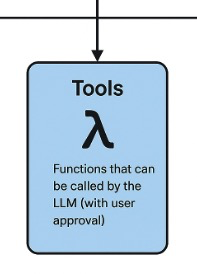 Tools
λ
Functions that can
be called by the
LLM (with user
approval)